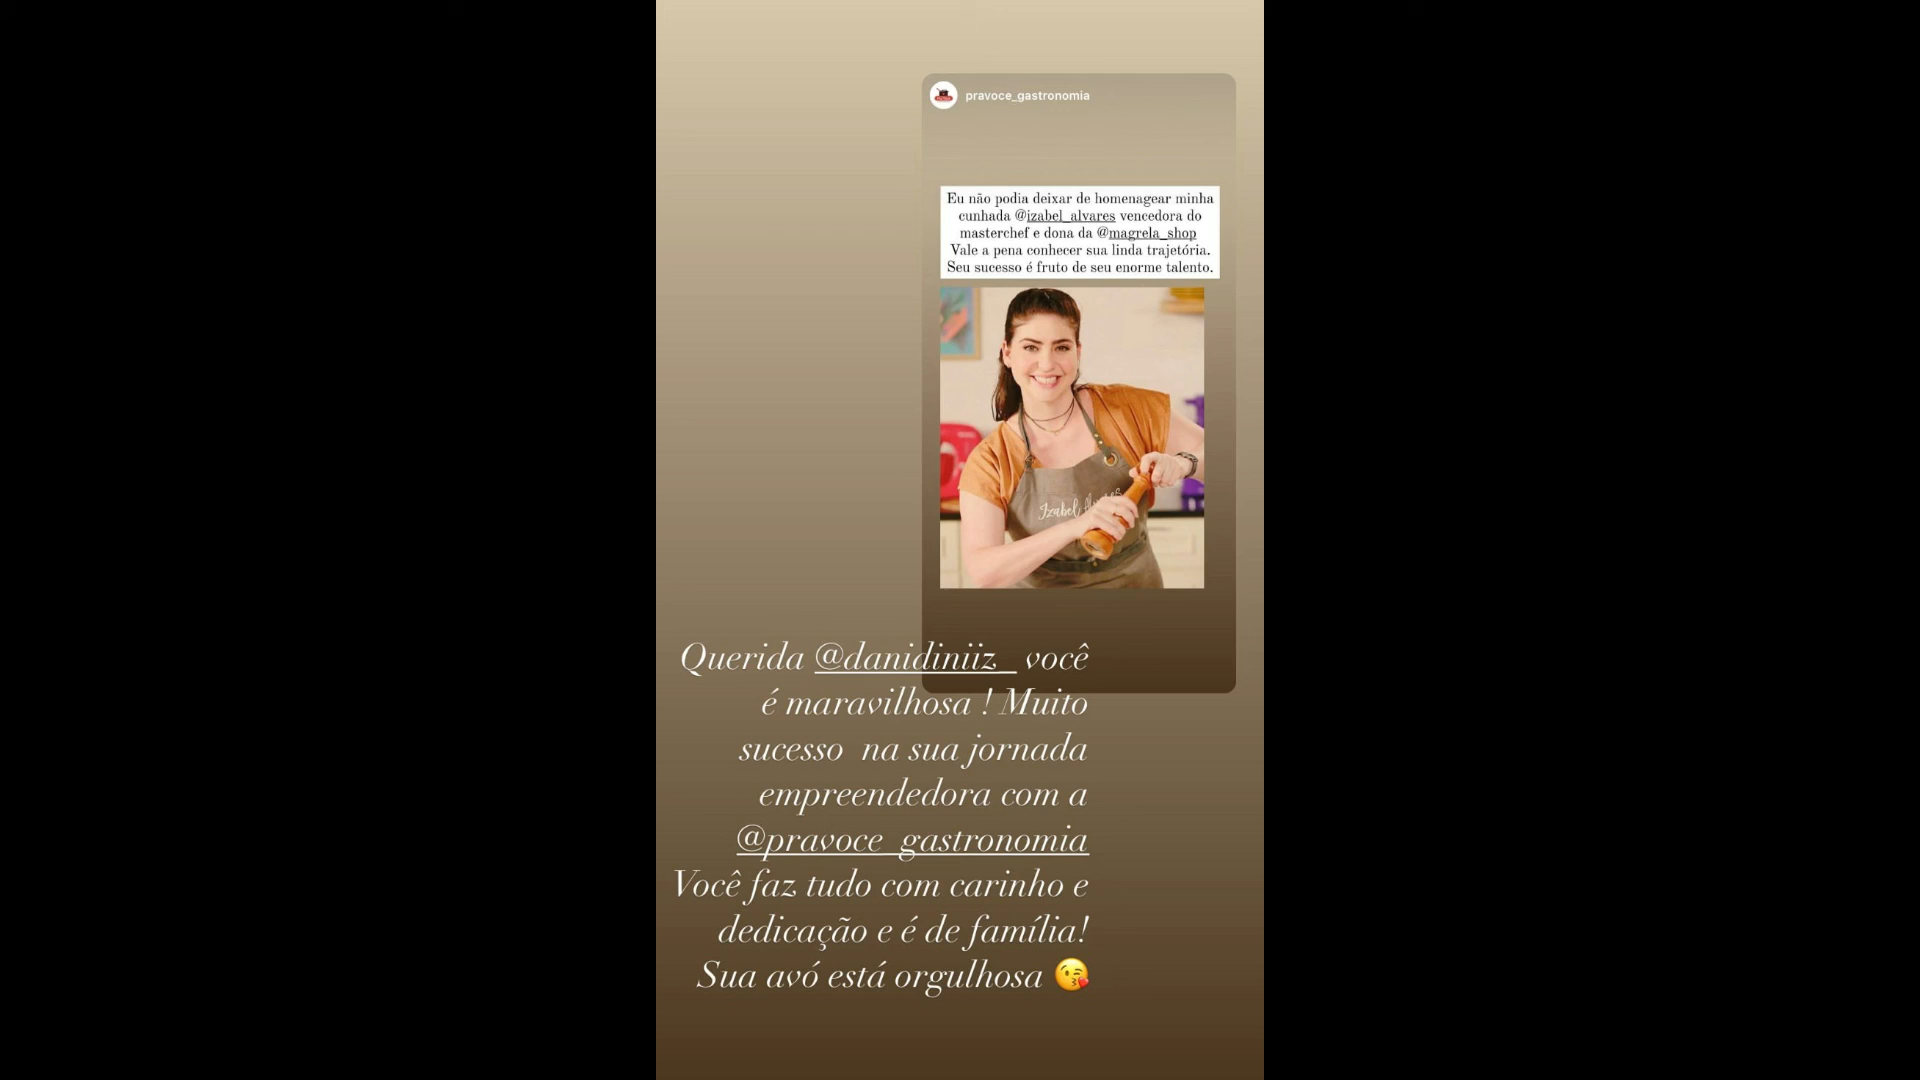 pravoce_gastronomia
Eu não podia deixar de homenagear minha
cunhada @izabel_alvares vencedora do
masterchef e dona da @magrela_shop
Vale a pena conhecer sua linda trajetória.
Seu sucesso é fruto de seu enorme talento.
Izabel Alvares
Querida @danidiniiz_ você
é maravilhosa ! Muito
sucesso na sua jornada
empreendedora com a
@pravoce_gastronomia
Você faz tudo com carinho e
dedicação e é de família!
Sua avó está orgulhosa 😘